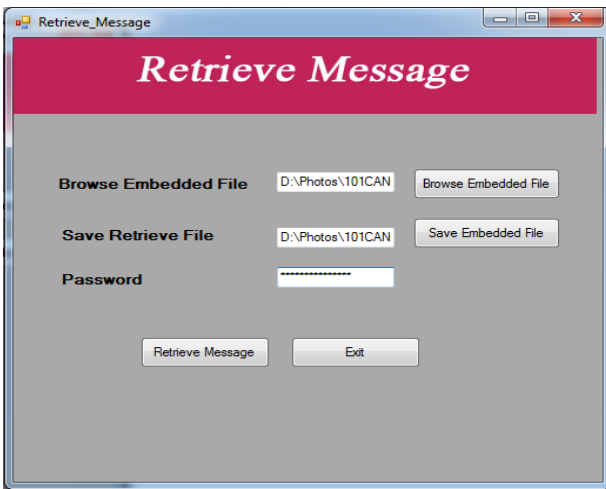 Retrieve_Message
Retrieve Message
Browse Embedded File D:\Photos\101CAN Browse Embedded File
Save Retrieve File D:\Photos\101CAN Save Embedded File
Password ***************
Retrieve Message Exit